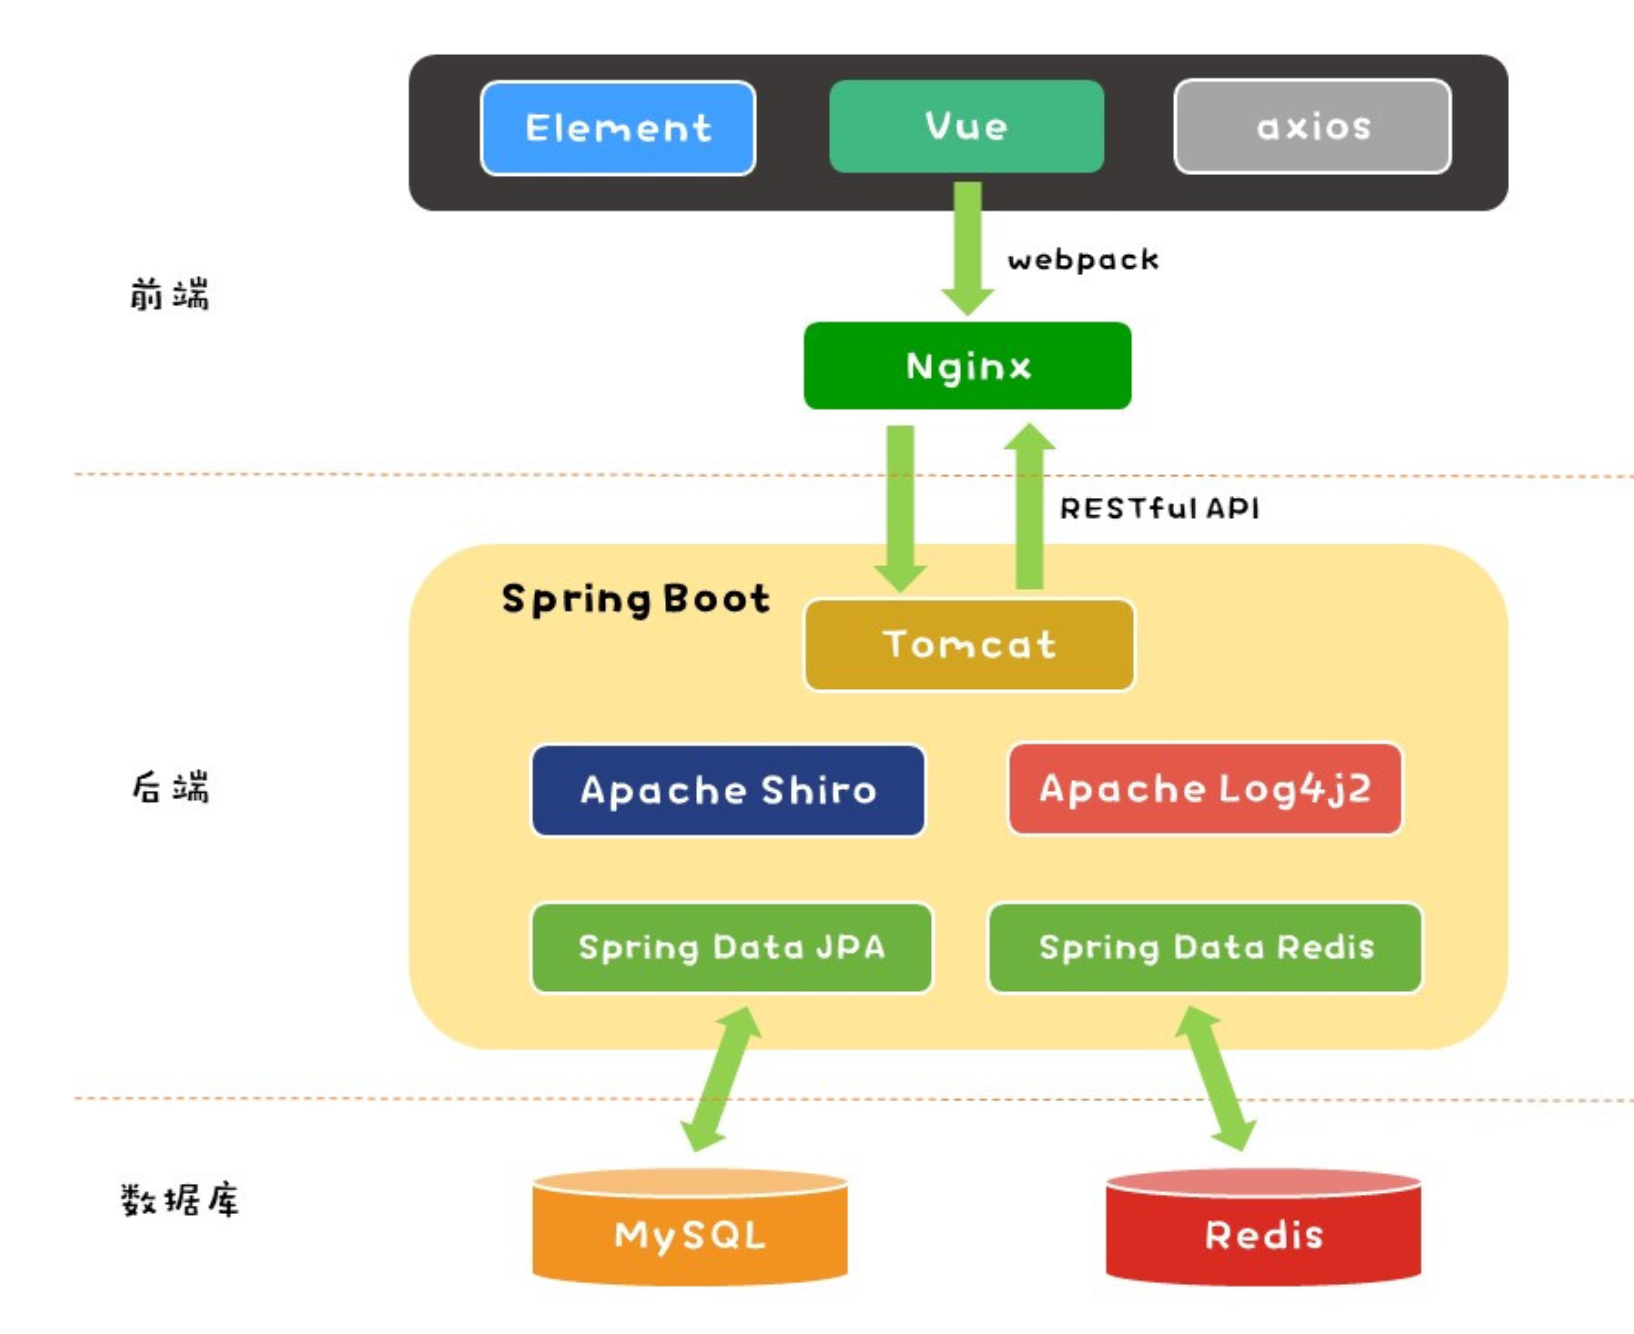 Element
Vue
axios
webpack
前端
Nginx
RESTful API
Spring Boot
Tomcat
后端
Apache Shiro
Apache Log4j2
Spring Data JPA
Spring Data Redis
数据库
MySQL
Redis